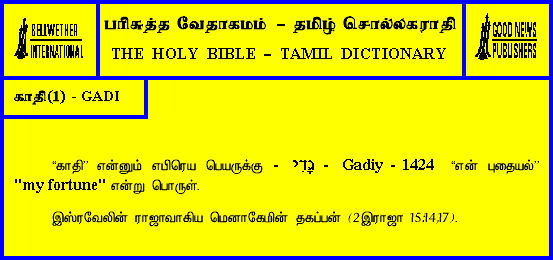 BELLWETHER
INTERNATIONAL
பரிசுத்த வேதாகமம் – தமிழ் சொல்லகராதி
THE HOLY BIBLE – TAMIL DICTIONARY
GOOD NEWS
PUBLISHERS
காதி(1) - GADI
“காதி” என்னும் எபிரெய பெயருக்கு - גָּדִי - Gadiy - 1424 “என் புதையல்”
"my fortune" என்று பொருள்.
இஸ்ரவேலின் ராஜாவாகிய மெனாகேமின் தகப்பன் (2இராஜா 15:14,17).